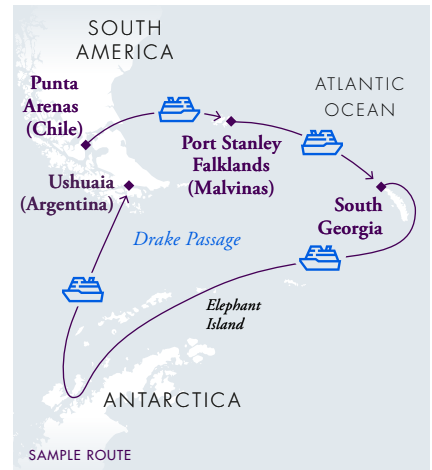 SOUTH
AMERICA
Punta
Arenas
(Chile)
ATLANTIC
OCEAN
Port Stanley
Falklands
(Malvinas)
Ushuaia
(Argentina)
South
Georgia
Drake Passage
Elephant
Island
ANTARCTICA
SAMPLE ROUTE